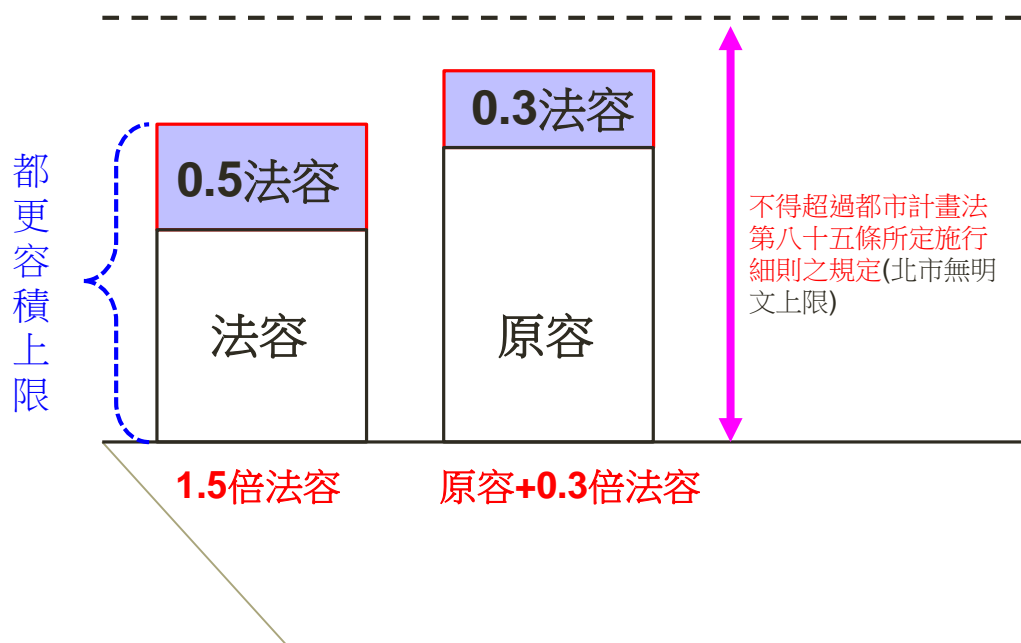 都更容積上限
0.5法容
法容
1.5倍法容
0.3法容
原容
原容+0.3倍法容
不得超過都市計畫法
第八十五條所定施行
細則之規定(北市無明
文上限)